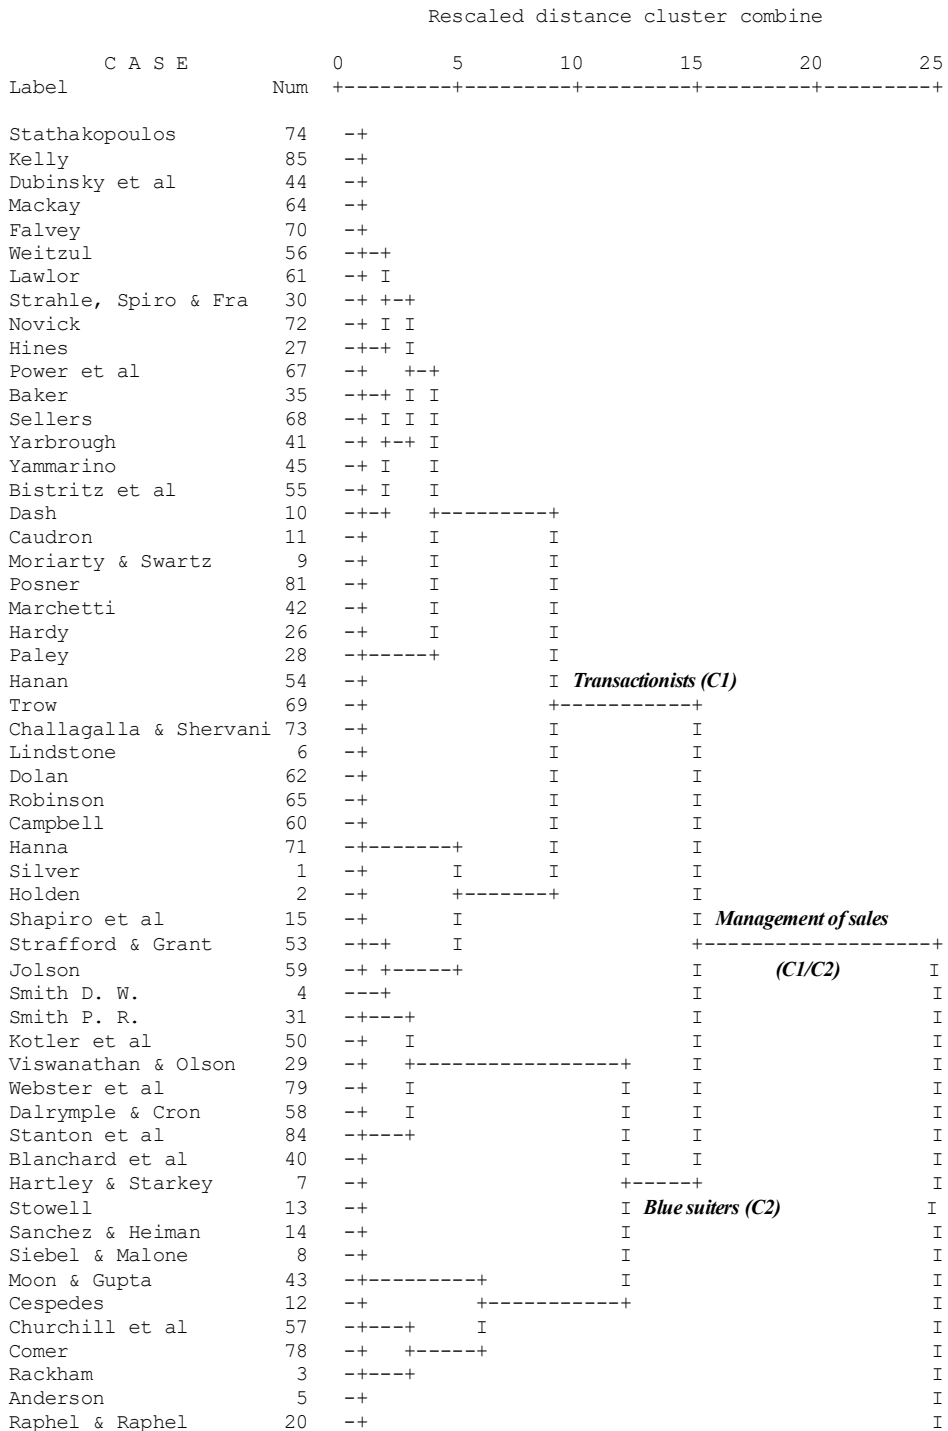 Rescaled distance cluster combine
C A S E 0 5 10 15 20 25
Label Num +---------+---------+---------+---------+---------+
Stathakopoulos 74 -+
Kelly 85 -+
Dubinsky et al 44 -+
Mackay 64 -+
Falvey 70 -+
Weitzul 56 -+-+
Lawlor 61 -+ I
Strahle, Spiro & Fra 30 -+ +-+
Novick 72 -+ I I
Hines 27 -+-+ I
Power et al 67 -+ +-+
Baker 35 -+-+ I I
Sellers 68 -+ I I I
Yarbrough 41 -+ +-+ I
Yammarino 45 -+ I I
Bistritz et al 55 -+ I I
Dash 10 -+-+ +---------+
Caudron 11 -+ I I
Moriarty & Swartz 9 -+ I I
Posner 81 -+ I I
Marchetti 42 -+ I I
Hardy 26 -+ I I
Paley 28 -+-----+ I
Hanan 54 -+ I Transactionists (C1)
Trow 69 -+ +-----------+
Challagalla & Shervani 73 -+ I I
Lindstone 6 -+ I I
Dolan 62 -+ I I
Robinson 65 -+ I I
Campbell 60 -+ I I
Hanna 71 -+-------+ I I
Silver 1 -+ I I I
Holden 2 -+ +-------+ I
Shapiro et al 15 -+ I I Management of sales
Strafford & Grant 53 -+-+ I +-------------------+
Jolson 59 -+ +-----+ I (C1/C2) I
Smith D. W. 4 ---+ I I
Smith P. R. 31 -+---+ I I
Kotler et al 50 -+ I I I
Viswanathan & Olson 29 -+ +-----------------+ I I
Webster et al 79 -+ I I I I
Dalrymple & Cron 58 -+ I I I I
Stanton et al 84 -+---+ I I I
Blanchard et al 40 -+ I I I
Hartley & Starkey 7 -+ +-----+ I
Stowell 13 -+ I Blue suiters (C2) I
Sanchez & Heiman 14 -+ I I
Siebel & Malone 8 -+ I I
Moon & Gupta 43 -+---------+ I I
Cespedes 12 -+ +-----------+ I
Churchill et al 57 -+---+ I I
Comer 78 -+ +-----+ I
Rackham 3 -+---+ I
Anderson 5 -+ I
Raphel & Raphel 20 -+ I